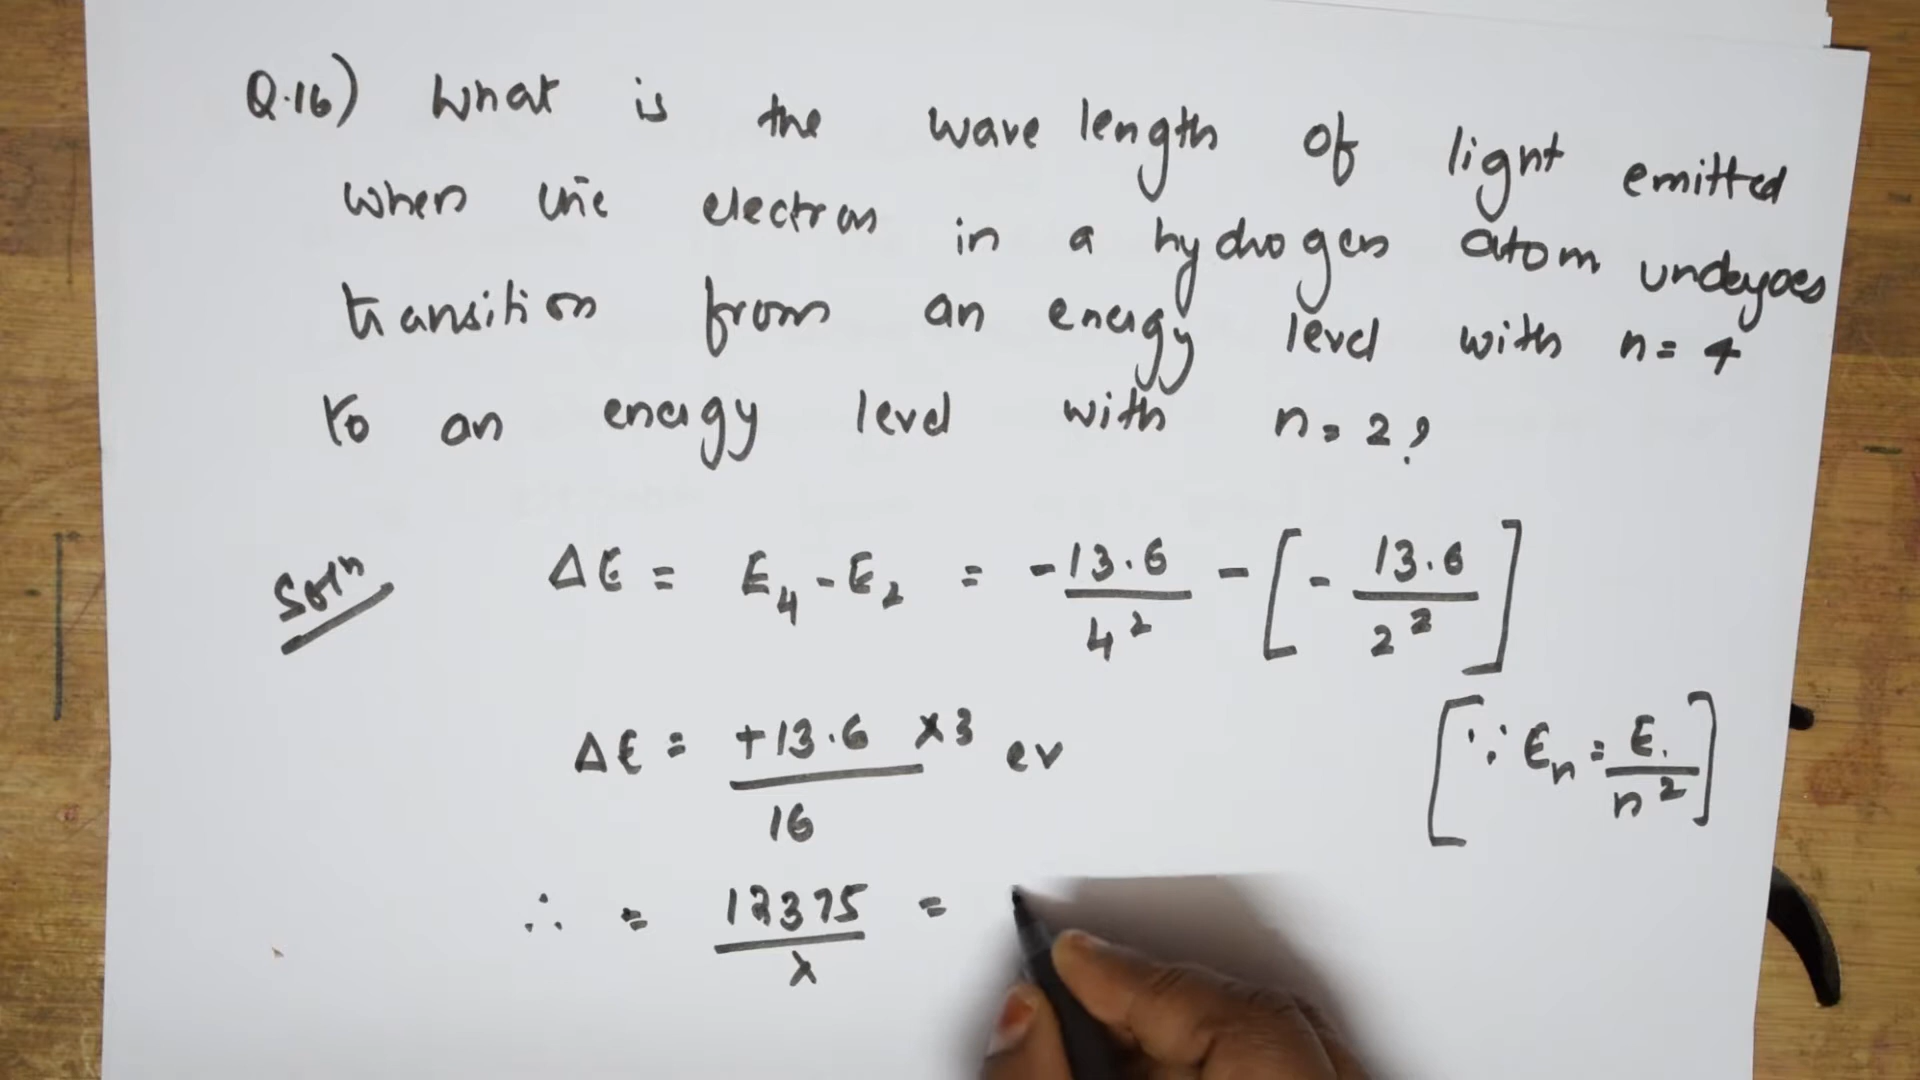 Q.16) What is the wave length of light emitted
when the electron in a hydrogen atom undergoes
transition from an energy level with n = 4
to an energy level with n = 2?
Soln ΔE = E₄ - E₂ = -13.6/4² - [-13.6/2²]
ΔE = +13.6 × 3/16 ev [∵ Eₙ = E₁/n²]
∴ = 12375/λ =